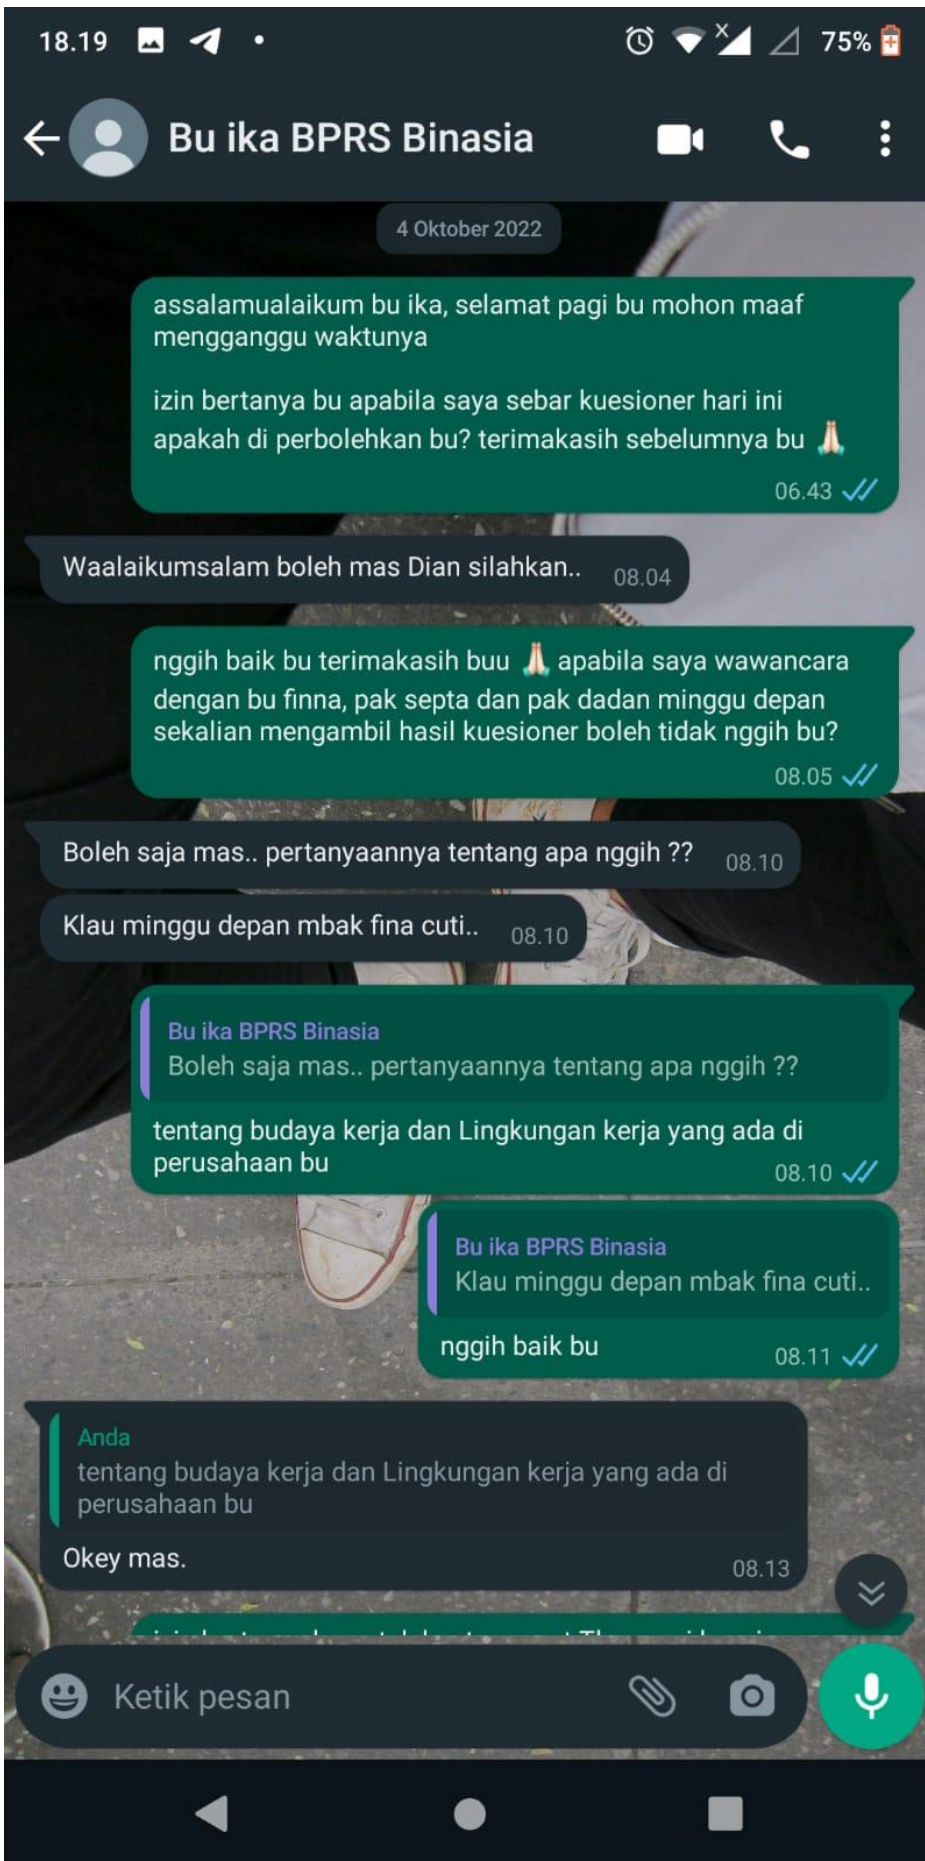 18.19
75%
Bu ika BPRS Binasia
4 Oktober 2022
assalamualaikum bu ika, selamat pagi bu mohon maaf
mengganggu waktunya
izin bertanya bu apabila saya sebar kuesioner hari ini
apakah di perbolehkan bu? terimakasih sebelumnya bu 🙏🏻
06.43
Waalaikumsalam boleh mas Dian silahkan..
08.04
nggih baik bu terimakasih buu 🙏🏻 apabila saya wawancara
dengan bu finna, pak septa dan pak dadan minggu depan
sekalian mengambil hasil kuesioner boleh tidak nggih bu?
08.05
Boleh saja mas.. pertanyaannya tentang apa nggih ??
08.10
Klau minggu depan mbak fina cuti..
08.10
Bu ika BPRS Binasia
Boleh saja mas.. pertanyaannya tentang apa nggih ??
tentang budaya kerja dan Lingkungan kerja yang ada di
perusahaan bu
08.10
Bu ika BPRS Binasia
Klau minggu depan mbak fina cuti..
nggih baik bu
08.11
Anda
tentang budaya kerja dan Lingkungan kerja yang ada di
perusahaan bu
Okey mas.
08.13
Ketik pesan